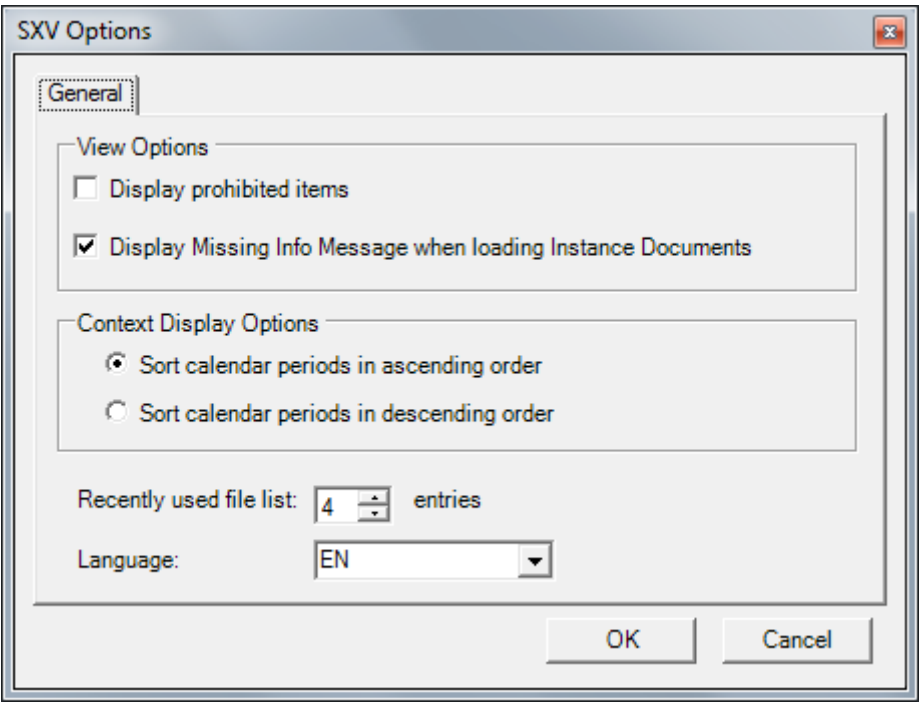 SXV Options
General
View Options
Display prohibited items
Display Missing Info Message when loading Instance Documents
Context Display Options
Sort calendar periods in ascending order
Sort calendar periods in descending order
Recently used file list: 4 entries
Language: EN
OK Cancel